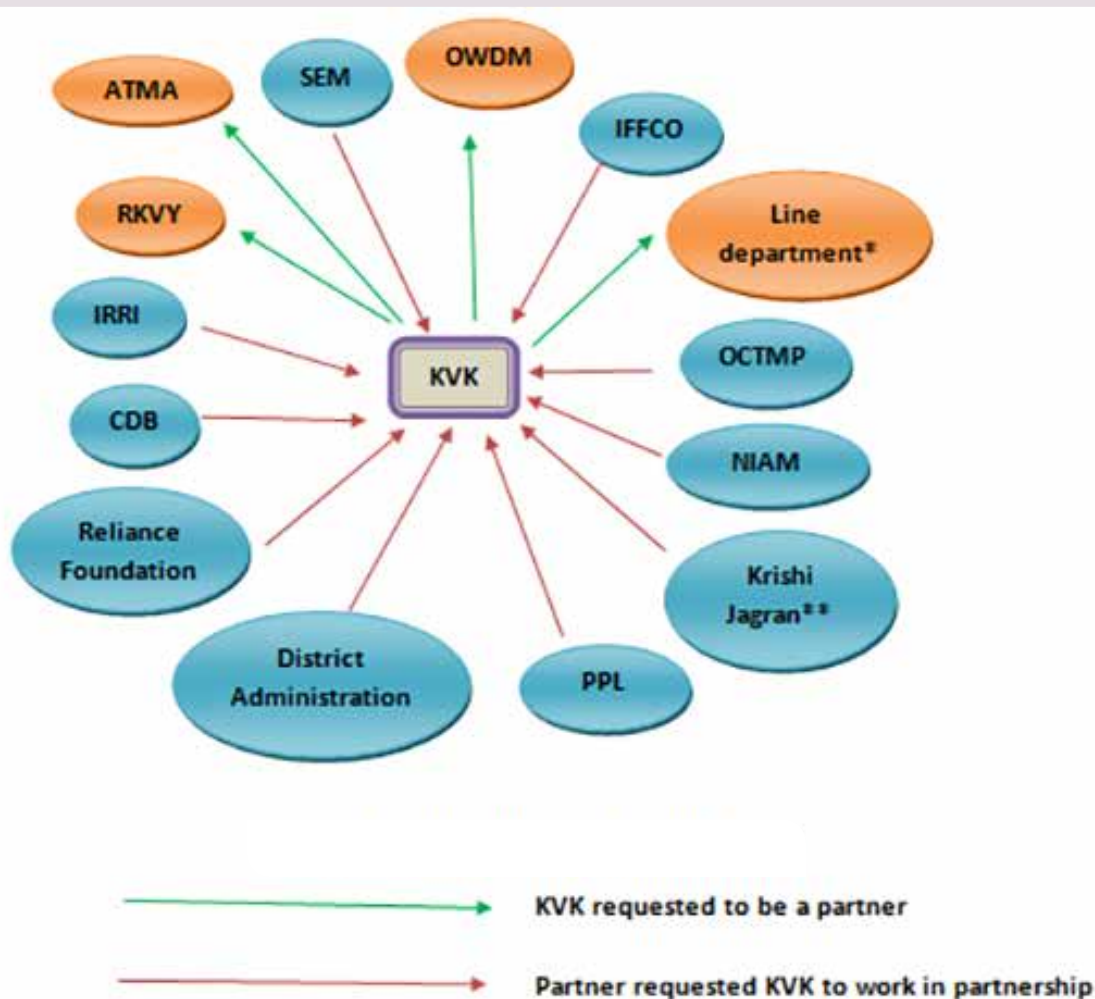 SEM
OWDM
ATMA
IFFCO
RKVY
Line
department*
IRRI
OCTMP
KVK
CDB
NIAM
Reliance
Foundation
Krishi
Jagran**
District
Administration
PPL
KVK requested to be a partner
Partner requested KVK to work in partnership